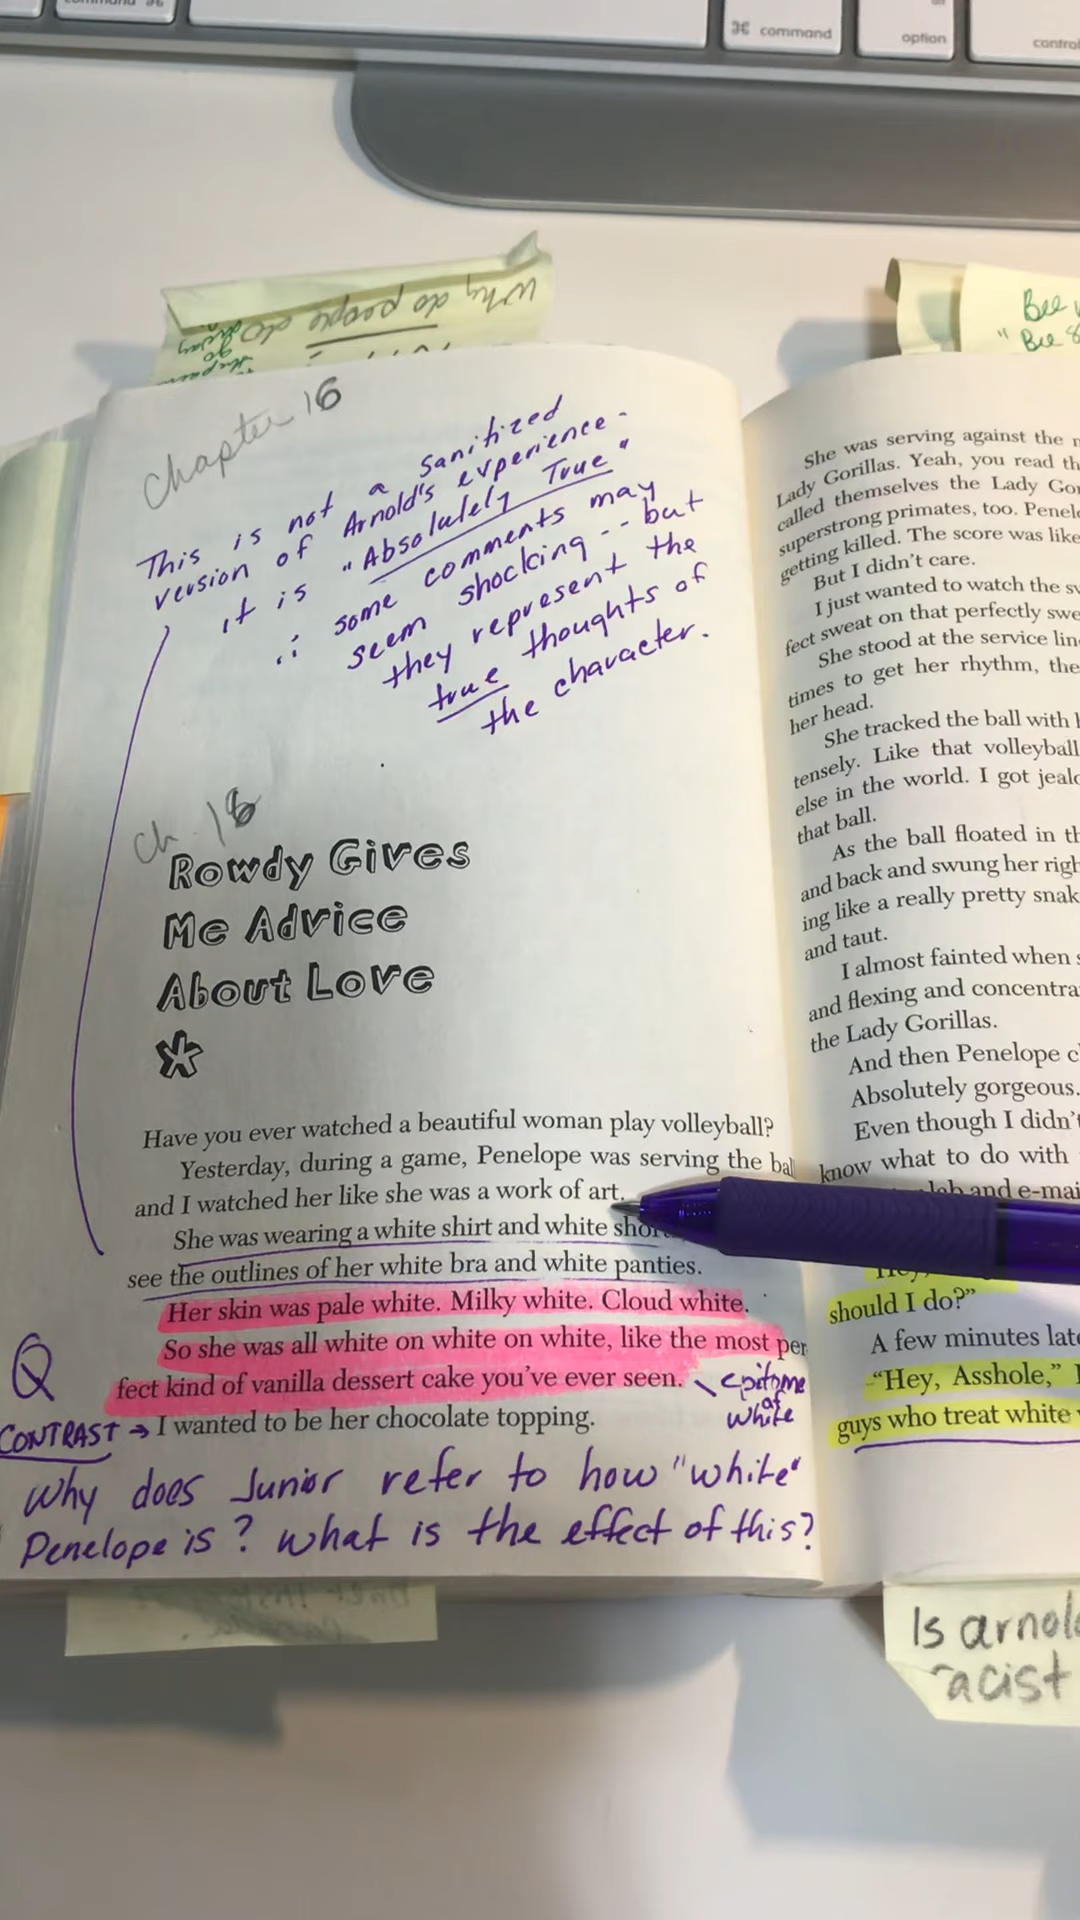 command ⌘
⌘ command
option
control
why do people do
go
Bee
"Bee
chapter 16
This is not a sanitized
version of Arnold's experience.
it is "Absolutely True"
∴ some comments may
seem shocking -- but
they represent the
true thoughts of
the character.
ch. 18
Rowdy Gives
Me Advice
About Love
*
Have you ever watched a beautiful woman play volleyball?
Yesterday, during a game, Penelope was serving the ball
and I watched her like she was a work of art.
She was wearing a white shirt and white shor
see the outlines of her white bra and white panties.
Her skin was pale white. Milky white. Cloud white.
So she was all white on white on white, like the most per
fect kind of vanilla dessert cake you've ever seen.
epitome
of
white
Q
CONTRAST → I wanted to be her chocolate topping.
Why does Junior refer to how "white"
Penelope is? What is the effect of this?
She was serving against the
Lady Gorillas. Yeah, you read
called themselves the Lady
superstrong primates, too.
getting killed. The score was like
But I didn't care.
I just wanted to watch the
fect sweat on that perfectly
She stood at the service
times to get her rhythm, the
her head.
She tracked the ball with
tensely. Like that volleyball
else in the world. I got
that ball.
As the ball floated in
and back and swung her
ing like a really pretty
and taut.
I almost fainted when
and flexing and
the Lady Gorillas.
And then Penelope
Absolutely gorgeous.
Even though I
know what to do with
and
should I do?"
A few minutes
"Hey, Asshole,"
guys who treat white
Is
racist